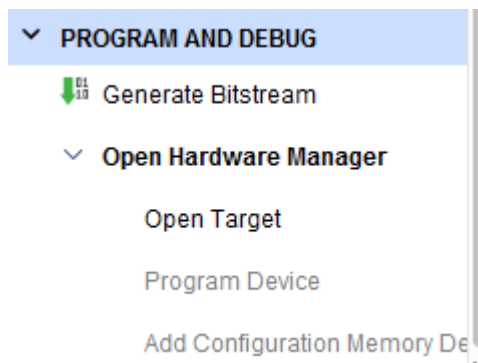 PROGRAM AND DEBUG
Generate Bitstream
Open Hardware Manager
Open Target
Program Device
Add Configuration Memory De